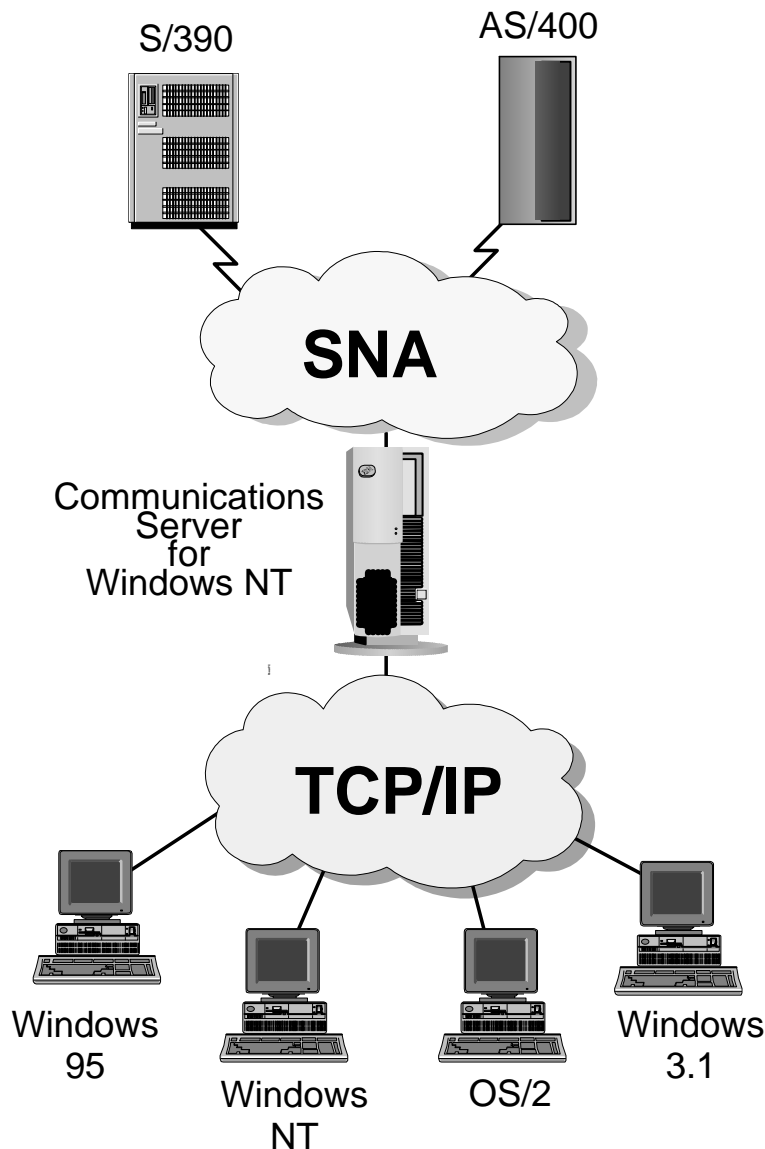 S/390
AS/400
SNA
Communications
Server
for
Windows NT
TCP/IP
Windows
95
Windows
NT
OS/2
Windows
3.1